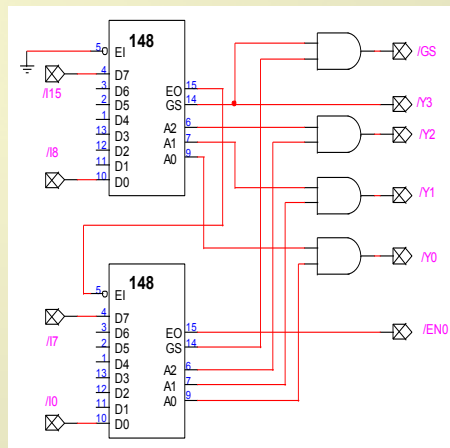 148
5 EI
/I15 4 D7
3 D6
2 D5
1 D4
13 D3
12 D2
11 D1
/I8 10 D0
EO 15
GS 14
A2 6
A1 7
A0 9
/GS
/Y3
/Y2
/Y1
/Y0
148
5 EI
/I7 4 D7
3 D6
2 D5
1 D4
13 D3
12 D2
11 D1
/I0 10 D0
EO 15
GS 14
A2 6
A1 7
A0 9
/EN0